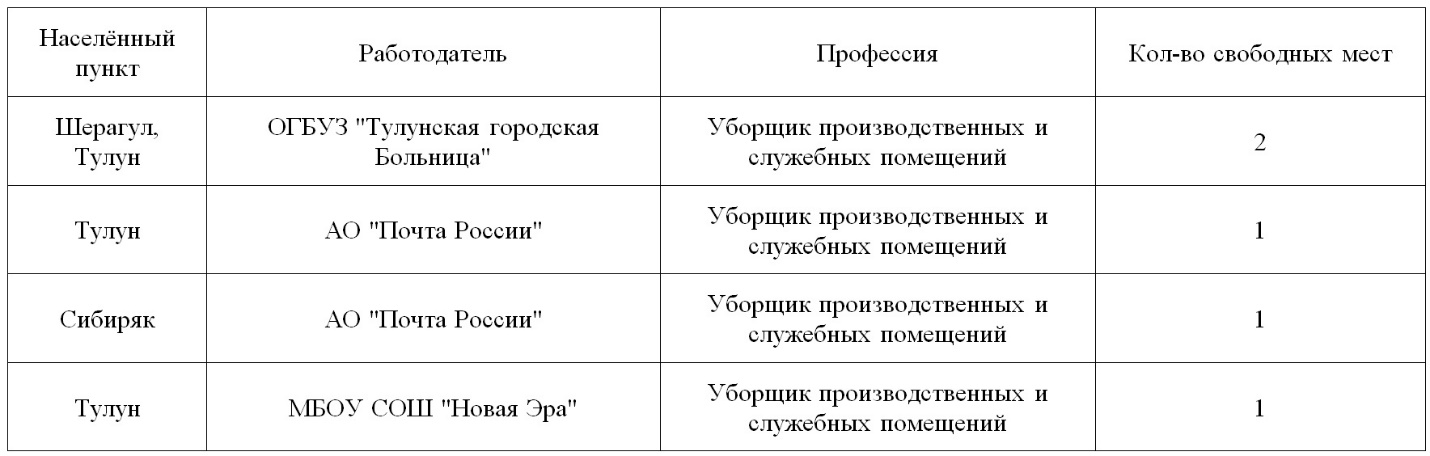 Населённый
пункт
Работодатель
Профессия
Кол-во свободных мест
Шерагул,
Тулун
ОГБУЗ "Тулунская городская
Больница"
Уборщик производственных и
служебных помещений
2
Тулун
АО "Почта России"
Уборщик производственных и
служебных помещений
1
Сибиряк
АО "Почта России"
Уборщик производственных и
служебных помещений
1
Тулун
МБОУ СОШ "Новая Эра"
Уборщик производственных и
служебных помещений
1